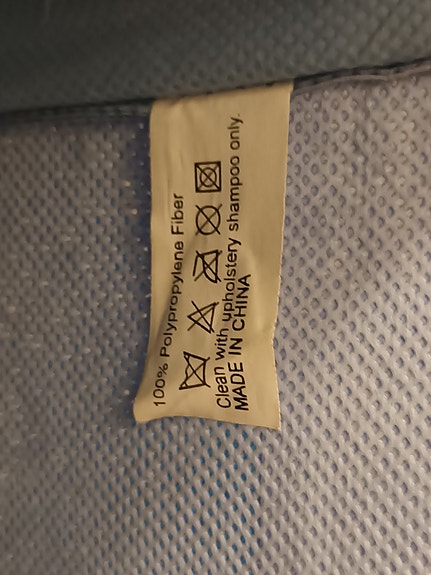 100% Polypropylene Fiber
Clean with upholstery shampoo only.
MADE IN CHINA